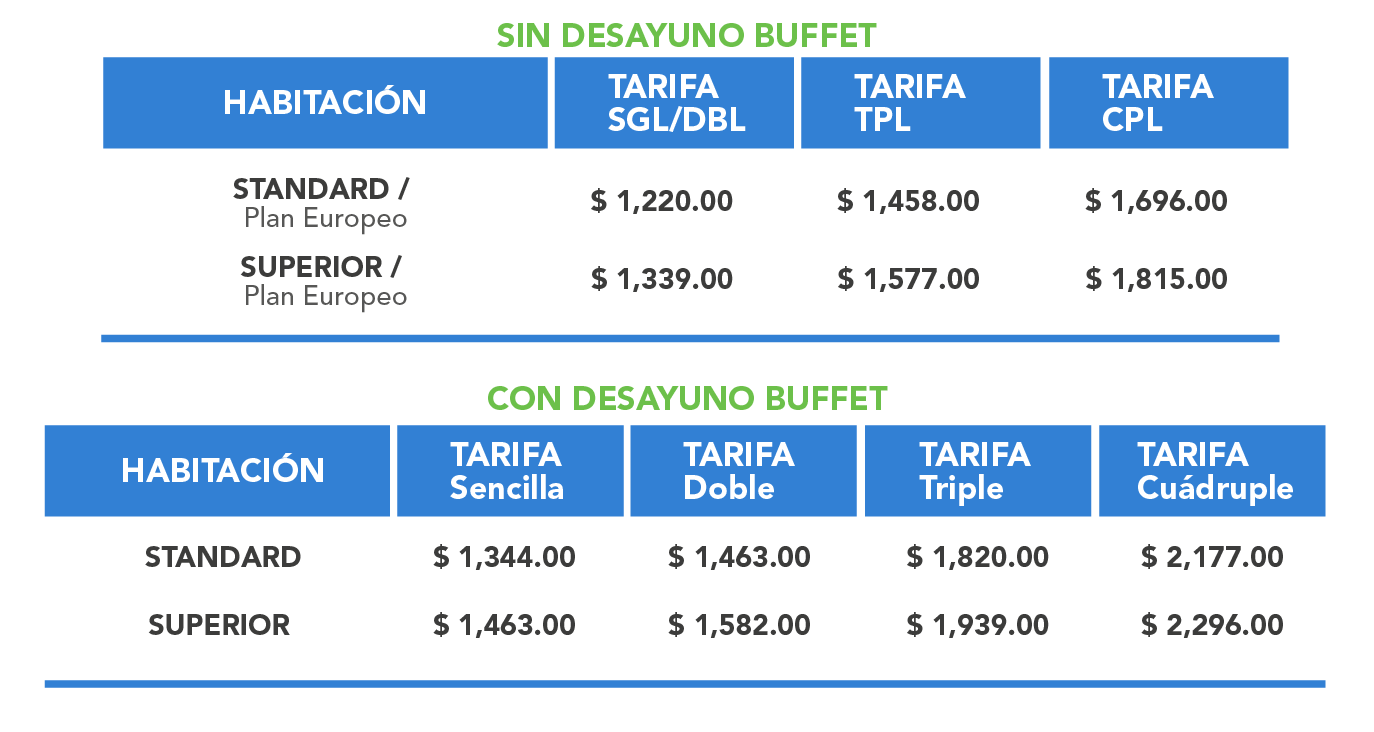 SIN DESAYUNO BUFFET
HABITACIÓN
TARIFA
SGL/DBL
TARIFA
TPL
TARIFA
CPL
STANDARD /
Plan Europeo
$ 1,220.00
$ 1,458.00
$ 1,696.00
SUPERIOR /
Plan Europeo
$ 1,339.00
$ 1,577.00
$ 1,815.00
CON DESAYUNO BUFFET
HABITACIÓN
TARIFA
Sencilla
TARIFA
Doble
TARIFA
Triple
TARIFA
Cuádruple
STANDARD
$ 1,344.00
$ 1,463.00
$ 1,820.00
$ 2,177.00
SUPERIOR
$ 1,463.00
$ 1,582.00
$ 1,939.00
$ 2,296.00